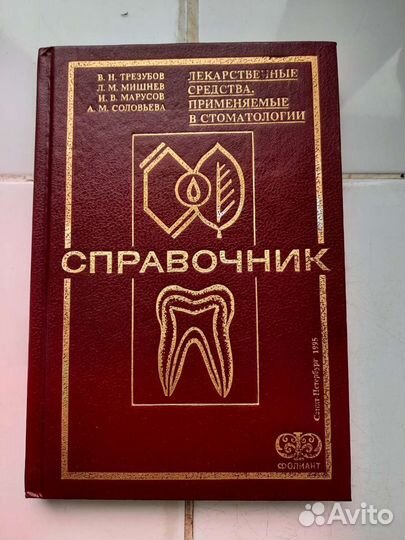 В. Н. ТРЕЗУБОВ
Л. М. МИШНЕВ
И. В. МАРУСОВ
А. М. СОЛОВЬЕВА
ЛЕКАРСТВЕННЫЕ
СРЕДСТВА,
ПРИМЕНЯЕМЫЕ
В СТОМАТОЛОГИИ
СПРАВОЧНИК
Санкт-Петербург 1995
ФОЛИАНТ
Avito